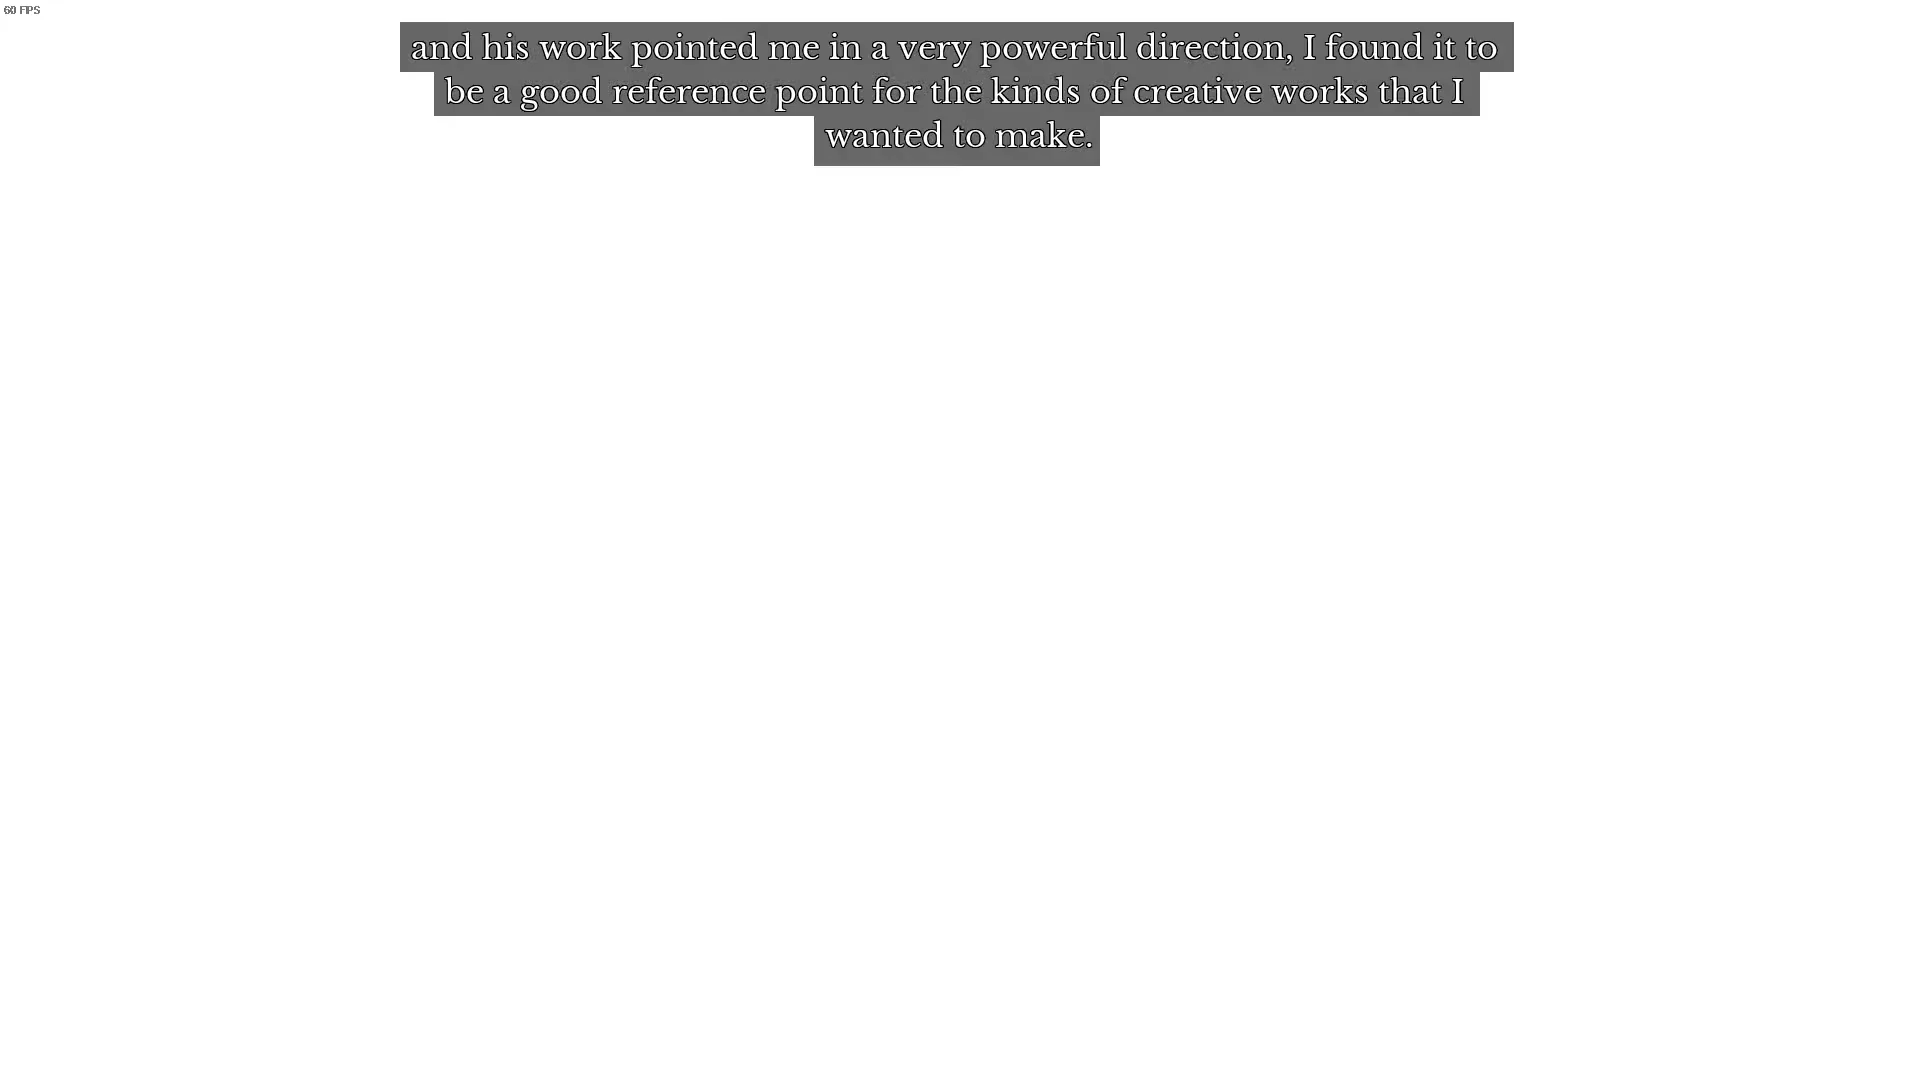 60 FPS
and his work pointed me in a very powerful direction, I found it to
be a good reference point for the kinds of creative works that I
wanted to make.